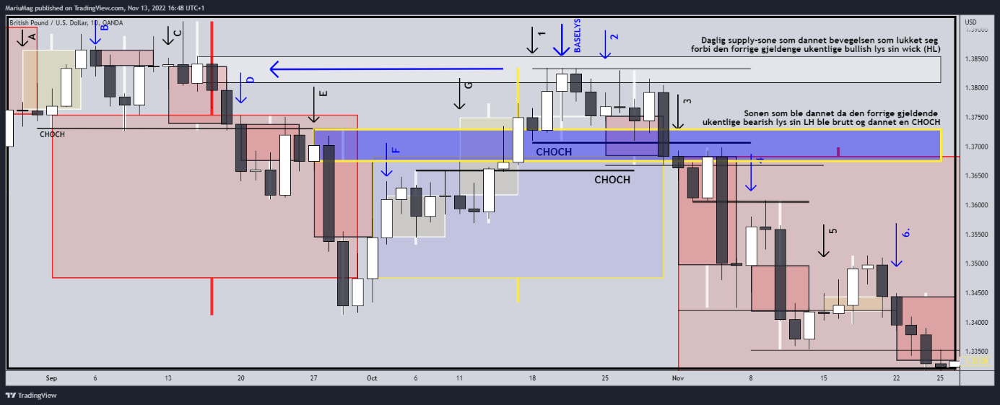 MariuMag published on TradingView.com, Nov 13, 2022 16:48 UTC+1
British Pound / U.S. Dollar, 1D, OANDA
USD
A
B
C
D
E
F
G
1
BASELYS
2
3
5
6.
Daglig supply-sone som dannet bevegelsen som lukket seg
forbi den forrige gjeldenge ukentlige bullish lys sin wick (HL)
Sonen som ble dannet da den forrige gjeldende
ukentlige bearish lys sin LH ble brutt og dannet en CHOCH
CHOCH
CHOCH
CHOCH
1.39000
1.38500
1.38000
1.37500
1.37000
1.36500
1.36000
1.35500
1.35000
1.34500
1.34000
1.33500
Sep
6
13
20
27
Oct
6
11
18
25
Nov
8
15
22
25
TradingView